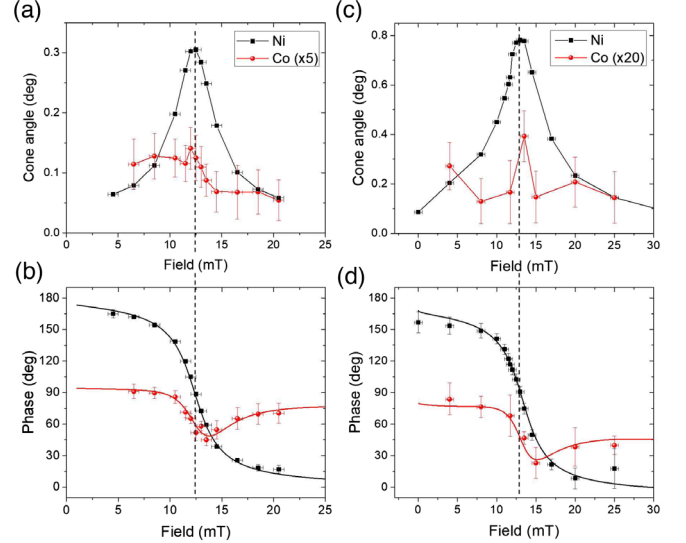 (a)
Ni
Co (x5)
Cone angle (deg)
0.3
0.2
0.1
0.0
0 5 10 15 20 25
Field (mT)
(c)
Ni
Co (x20)
Cone angle (deg)
0.8
0.6
0.4
0.2
0.0
0 5 10 15 20 25 30
Field (mT)
(b)
Phase (deg)
180
150
120
90
60
30
0
0 5 10 15 20 25
Field (mT)
(d)
Phase (deg)
180
150
120
90
60
30
0
0 5 10 15 20 25 30
Field (mT)